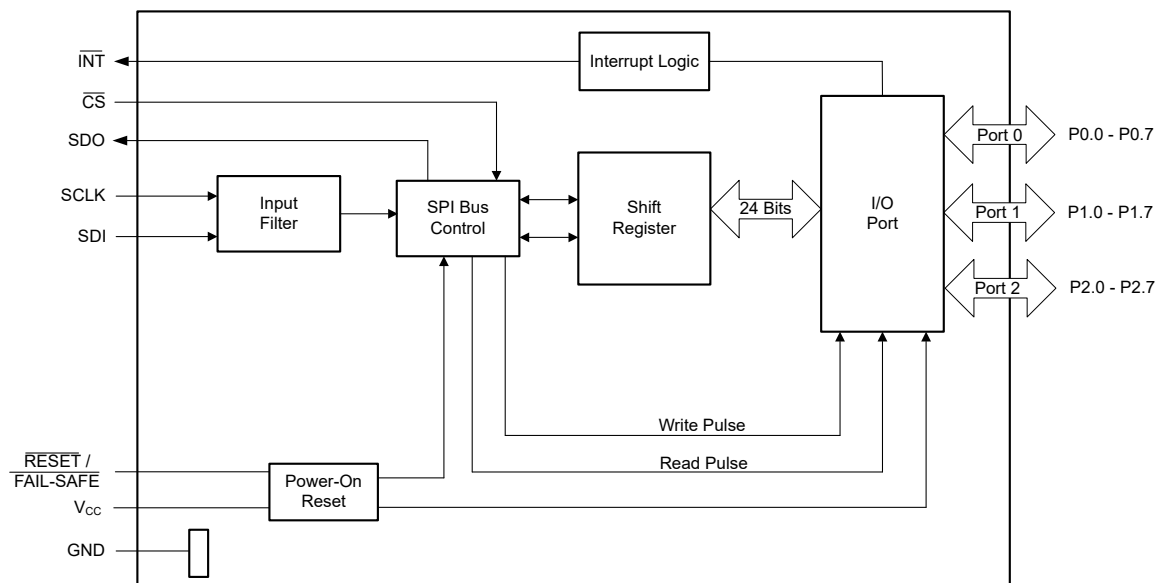 INT
Interrupt Logic
CS
SDO
Port 0
P0.0 - P0.7
SCLK
Input
Filter
SPI Bus
Control
Shift
Register
24 Bits
I/O
Port
Port 1
P1.0 - P1.7
SDI
Port 2
P2.0 - P2.7
Write Pulse
RESET /
FAIL-SAFE
Read Pulse
Power-On
Reset
VCC
GND